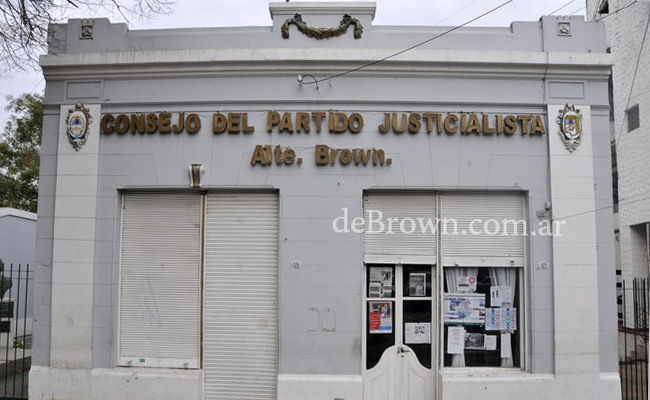 CONSEJO DEL PARTIDO JUSTICIALISTA
Alte. Brown.
deBrown.com.ar